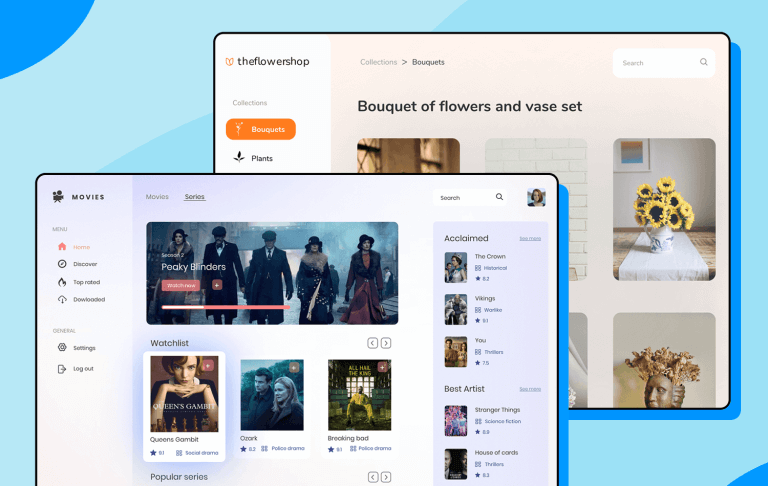 theflowershop
Collections > Bouquets
Search
Collections
Bouquets
Bouquet of flowers and vase set
Plants
MOVIES
Movies
Series
Search
MENU
Home
Discover
Top rated
Dowloaded
GENERAL
Settings
Log out
Season 2
Peaky Blinders
Watch now
+
Watchlist
QUEEN'S GAMBIT
Queens Gambit
9.1 Social drama
Ozark
8.2 Police drama
ALL HAIL
THE KING
Breaking bad
9.1 Police drama
Popular series
Acclaimed
See more
The Crown
Historical
8.2
Vikings
Warlike
9.1
You
Thrillers
7.5
Best Artist
See more
Stranger Things
Science fiction
8.9
House of cards
Thrillers
8.3